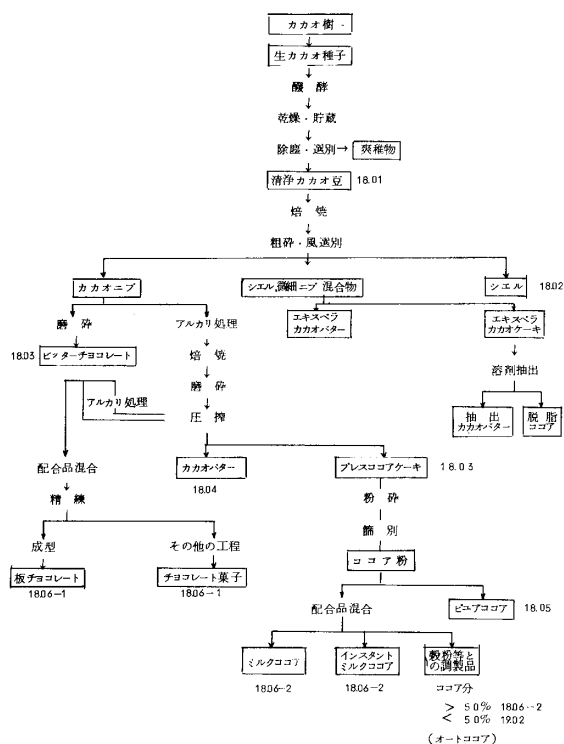 カカオ樹
生カカオ種子
醱酵
乾燥・貯蔵
除塵・選別→
夾雑物
清浄カカオ豆 18.01
焙焼
粗砕・風選別
カカオニブ
シエル,微細ニブ混合物
シエル 18.02
磨砕
アルカリ処理
エキスペラ
カカオバター
エキスペラ
カカオケーキ
18.03 ビッターチョコレート
焙焼
溶剤抽出
アルカリ処理
磨砕
圧搾
抽出
カカオバター
脱脂
ココア
配合品混合
カカオバター
18.04
プレスココアケーキ 18.03
精練
粉砕
篩別
成型
その他の工程
ココア粉
板チョコレート
18.06-1
チョコレート菓子
18.06-1
配合品混合
ピユアココア 18.05
ミルクココア
18.06-2
インスタント
ミルクココア
18.06-2
穀粉等と
の調製品
ココア分
> 50% 18.06-2
< 50% 19.02
(オートココア)